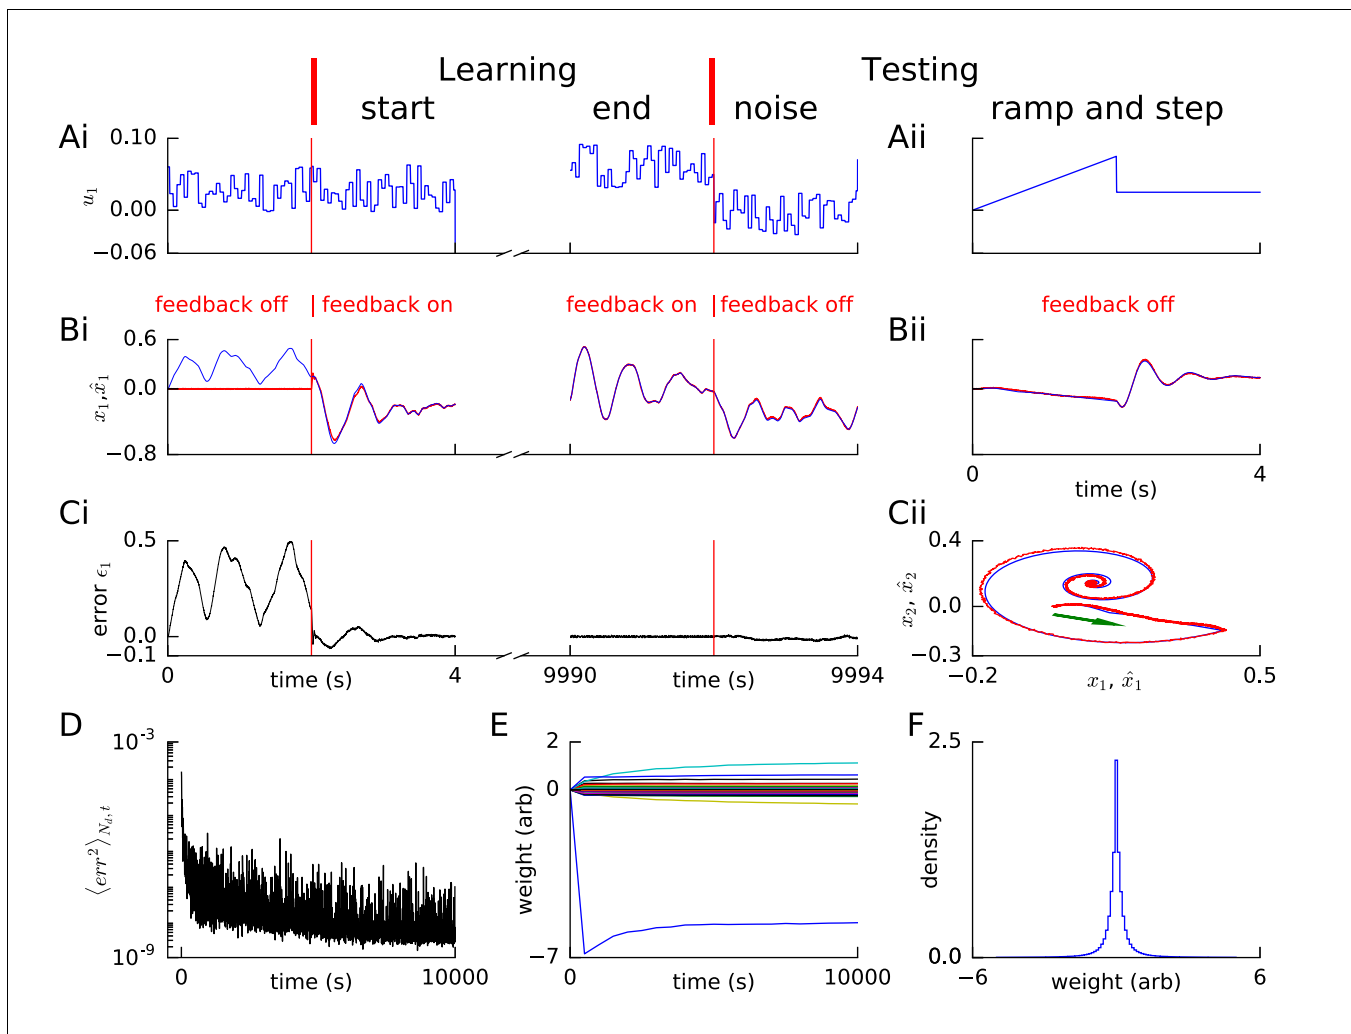 Learning
Testing
start
end
noise
ramp and step
Ai
0.10
0.00
−0.06
u₁
Aii
feedback off
feedback on
feedback on
feedback off
feedback off
Bi
0.6
0.0
−0.8
x₁, x̂₁
Bii
0
4
time (s)
Ci
0.5
0.0
−0.1
error ϵ₁
time (s)
4
9990
time (s)
9994
Cii
0.4
0.0
−0.3
x₂, x̂₂
−0.2
x₁, x̂₁
0.5
0
D
10⁻³
10⁻⁹
⟨err²⟩_{N_d,t}
0
time (s)
10000
E
2
0
−7
weight (arb)
0
time (s)
10000
F
2.5
0.0
density
−6
weight (arb)
6